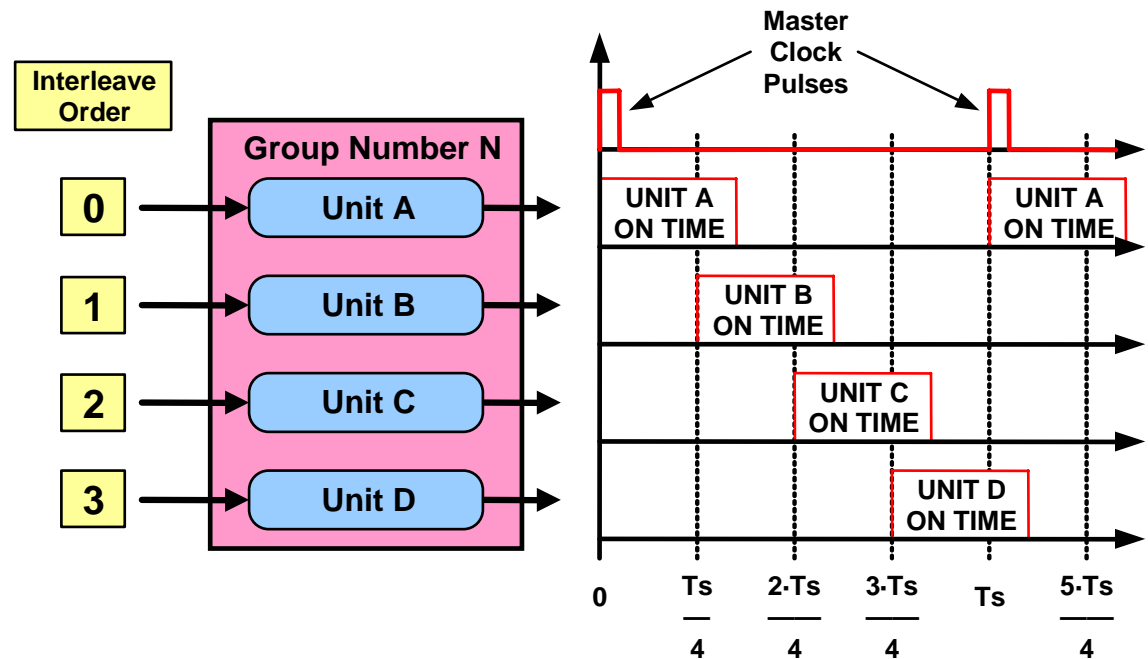 Interleave
Order
0
1
2
3
Group Number N
Unit A
Unit B
Unit C
Unit D
Master
Clock
Pulses
UNIT A
ON TIME
UNIT A
ON TIME
UNIT B
ON TIME
UNIT C
ON TIME
UNIT D
ON TIME
0
Ts
4
2·Ts
4
3·Ts
4
Ts
5·Ts
4